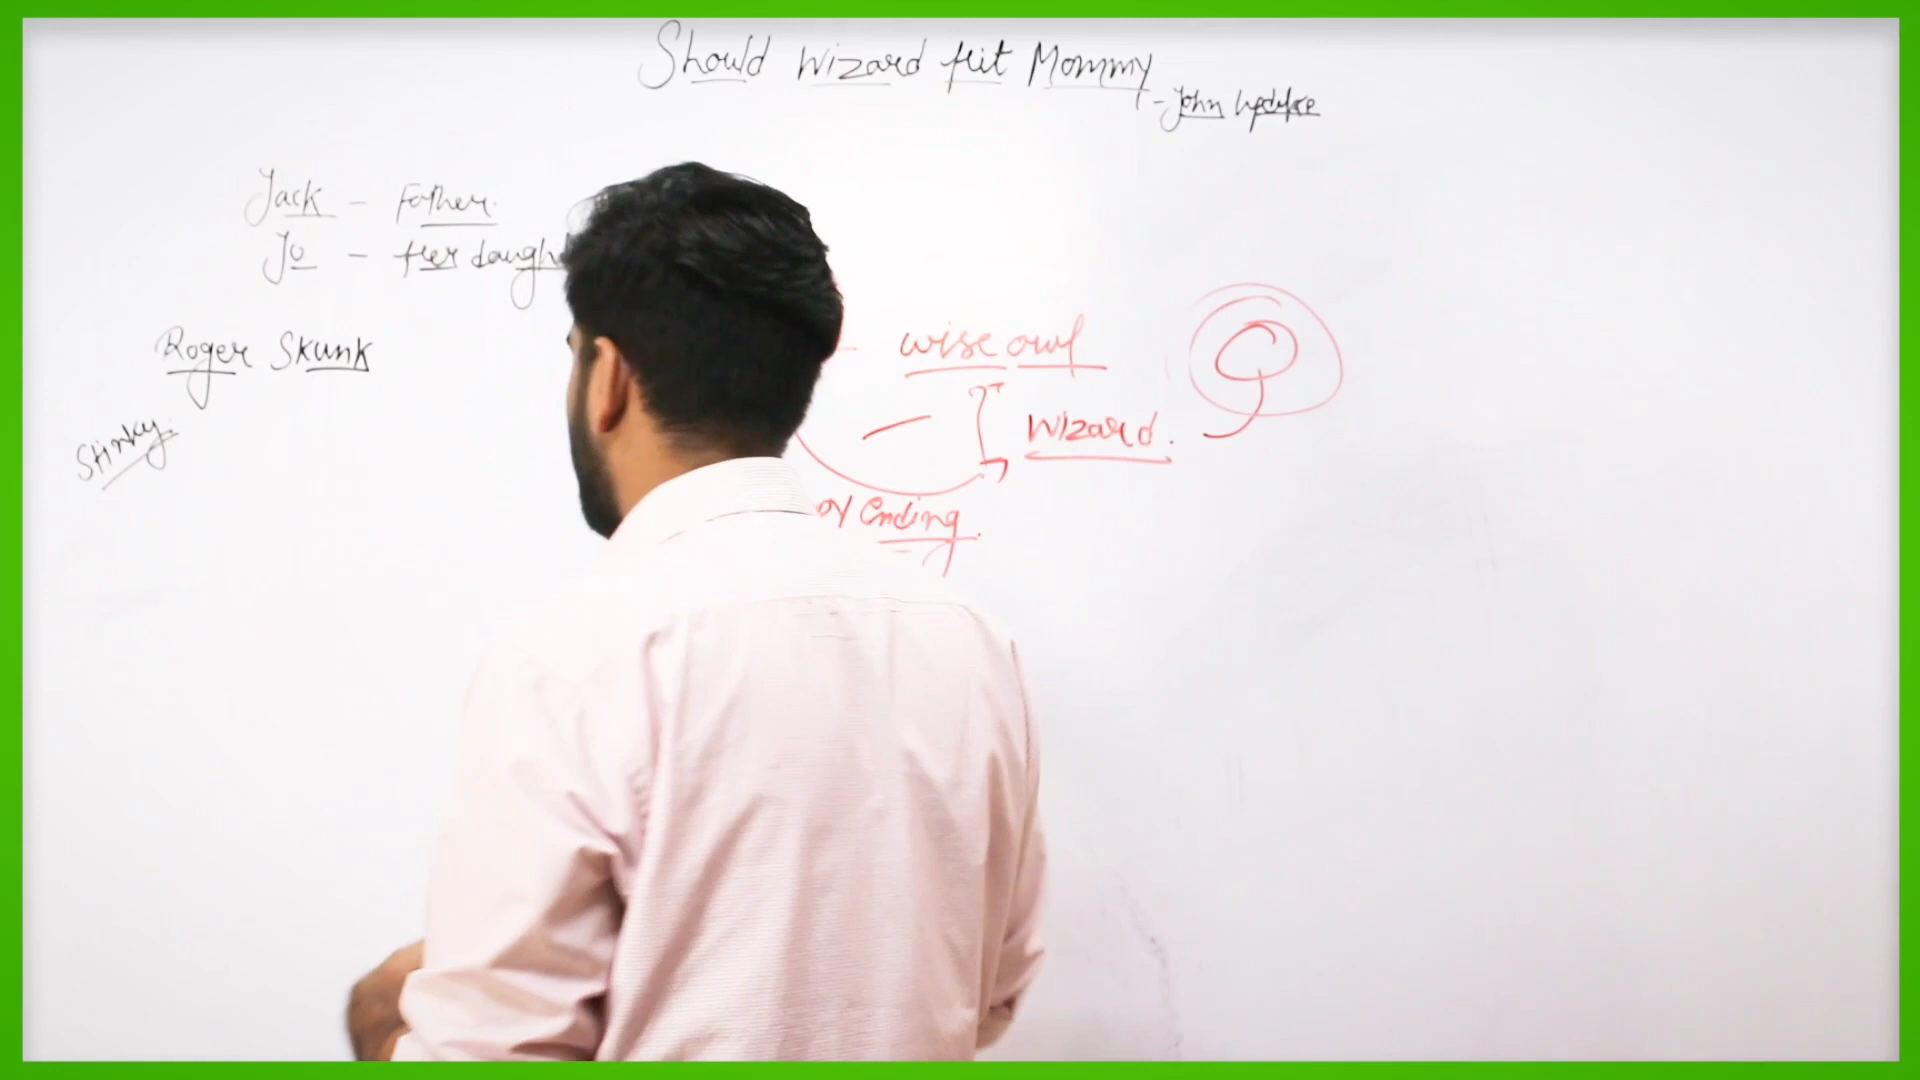 Should Wizard Hit Mommy
- John Updike
Jack - Father.
Jo - Her daugh
Roger Skunk
wise owl
Stinky.
Wizard.
Ending.